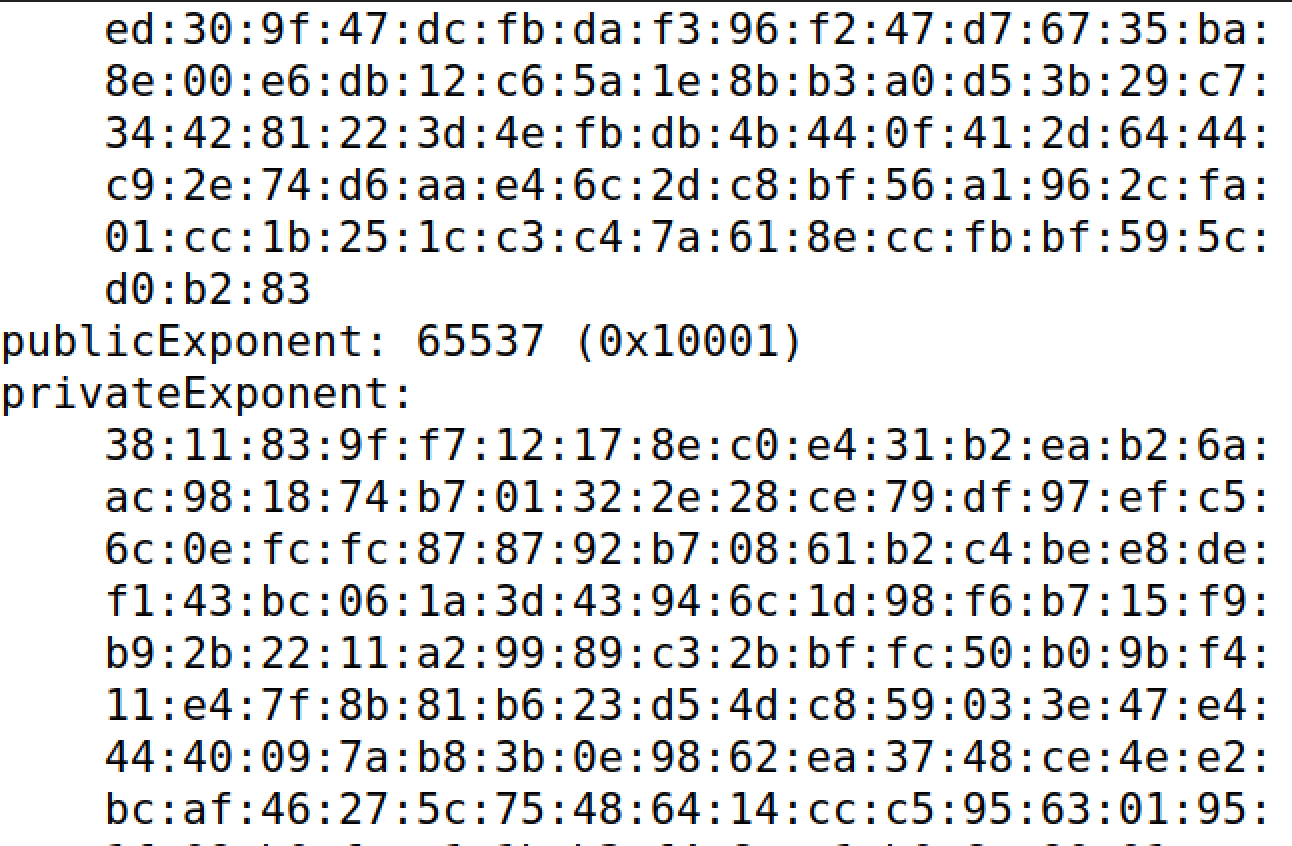 ed:30:9f:47:dc:fb:da:f3:96:f2:47:d7:67:35:ba:
8e:00:e6:db:12:c6:5a:1e:8b:b3:a0:d5:3b:29:c7:
34:42:81:22:3d:4e:fb:db:4b:44:0f:41:2d:64:44:
c9:2e:74:d6:aa:e4:6c:2d:c8:bf:56:a1:96:2c:fa:
01:cc:1b:25:1c:c3:c4:7a:61:8e:cc:fb:bf:59:5c:
d0:b2:83
publicExponent: 65537 (0x10001)
privateExponent:
38:11:83:9f:f7:12:17:8e:c0:e4:31:b2:ea:b2:6a:
ac:98:18:74:b7:01:32:2e:28:ce:79:df:97:ef:c5:
6c:0e:fc:fc:87:87:92:b7:08:61:b2:c4:be:e8:de:
f1:43:bc:06:1a:3d:43:94:6c:1d:98:f6:b7:15:f9:
b9:2b:22:11:a2:99:89:c3:2b:bf:fc:50:b0:9b:f4:
11:e4:7f:8b:81:b6:23:d5:4d:c8:59:03:3e:47:e4:
44:40:09:7a:b8:3b:0e:98:62:ea:37:48:ce:4e:e2:
bc:af:46:27:5c:75:48:64:14:cc:c5:95:63:01:95: